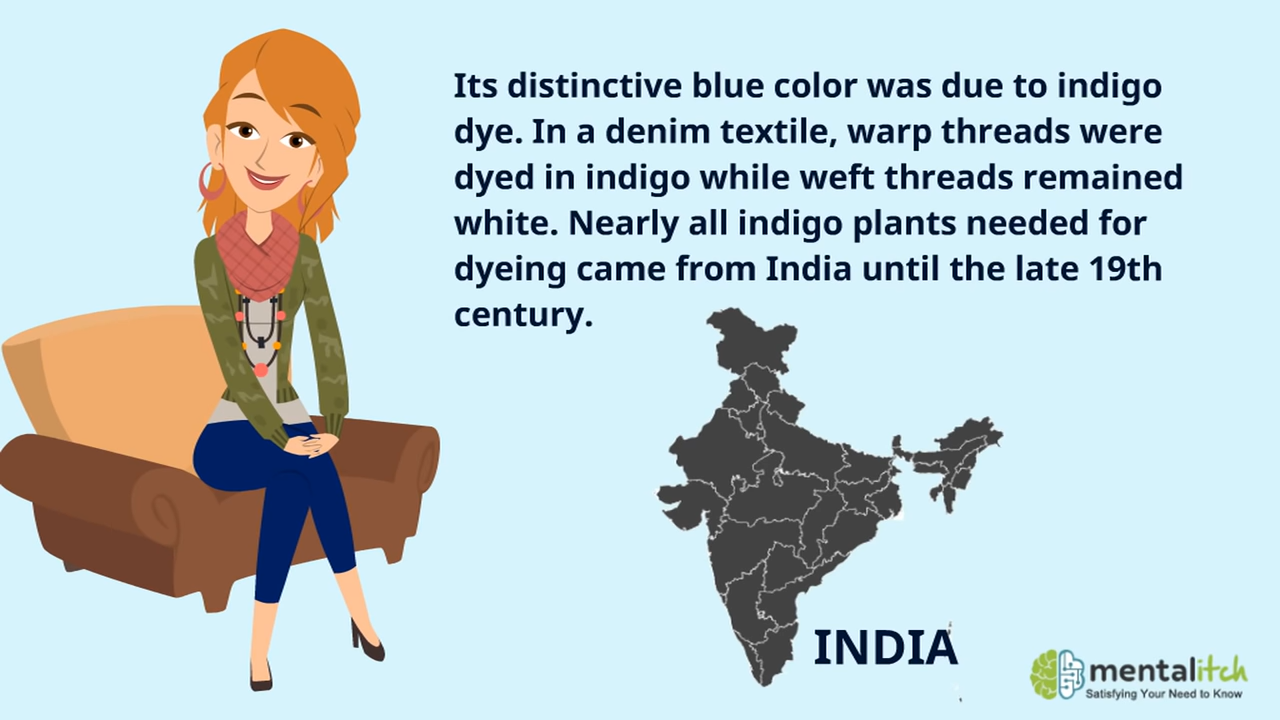 Its distinctive blue color was due to indigo
dye. In a denim textile, warp threads were
dyed in indigo while weft threads remained
white. Nearly all indigo plants needed for
dyeing came from India until the late 19th
century.
INDIA
mentalitch
Satisfying Your Need to Know